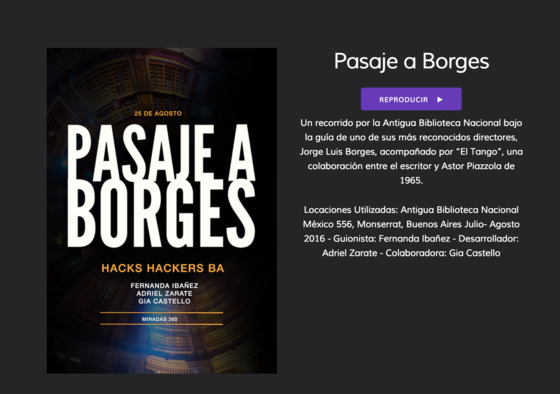 25 DE AGOSTO
PASAJE A
BORGES
HACKS HACKERS BA
FERNANDA IBAÑEZ
ADRIEL ZARATE
GIA CASTELLO
MIRADAS 360
Pasaje a Borges
REPRODUCIR
Un recorrido por la Antigua Biblioteca Nacional bajo
la guía de uno de sus más reconocidos directores,
Jorge Luis Borges, acompañado por “El Tango”, una
colaboración entre el escritor y Astor Piazzola de
1965.
Locaciones Utilizadas: Antigua Biblioteca Nacional
México 556, Monserrat, Buenos Aires Julio- Agosto
2016 - Guionista: Fernanda Ibañez - Desarrollador:
Adriel Zarate - Colaboradora: Gia Castello